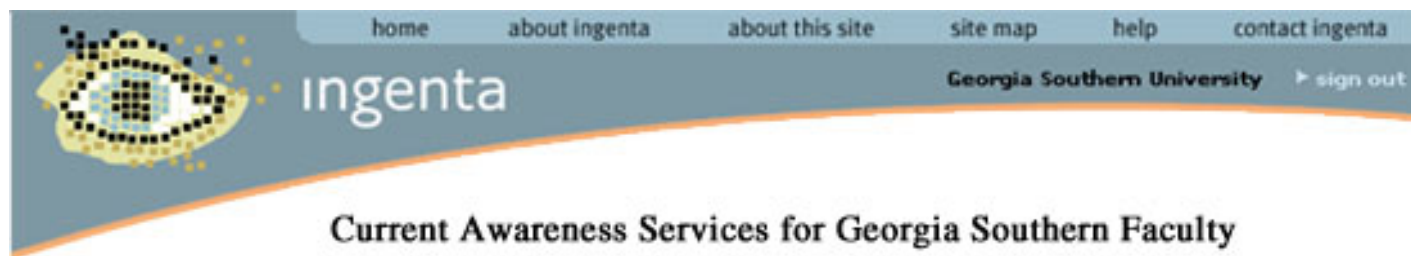 home about ingenta about this site site map help contact ingenta
ingenta
Georgia Southern University sign out
Current Awareness Services for Georgia Southern Faculty